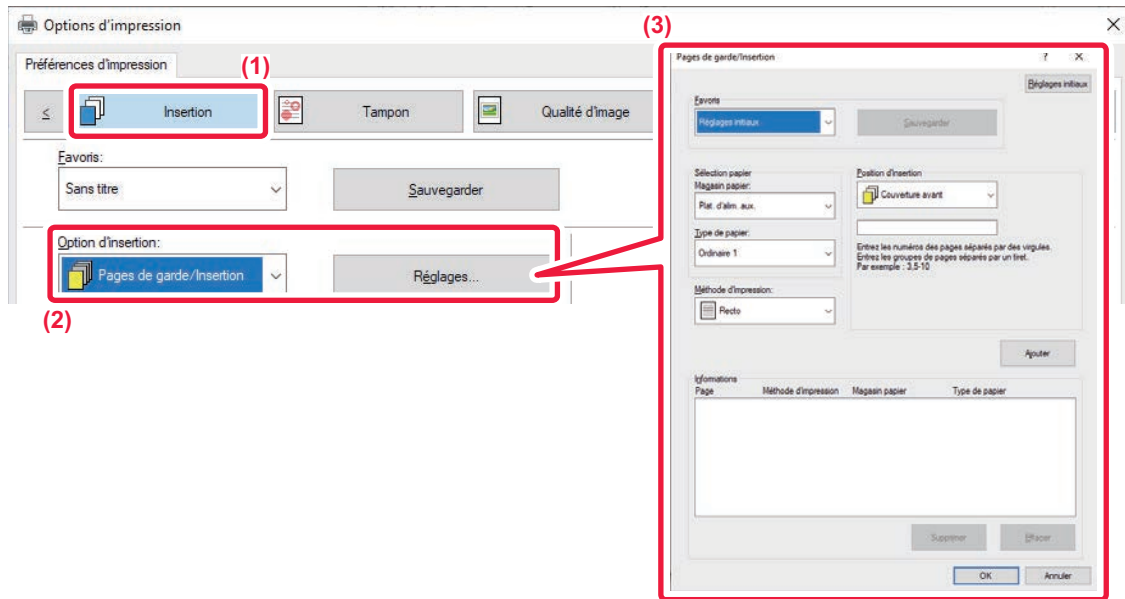 Options d'impression
(3)
Préférences d'impression
(1)
≤
Insertion
Tampon
Qualité d'image
Favoris:
Sans titre
Sauvegarder
Option d'insertion:
Pages de garde/Insertion
Réglages...
(2)
Pages de garde/Insertion
?
Réglages initiaux
Favoris
Réglages initiaux
Sauvegarder
Sélection papier
Magasin papier:
Plat. d'alim. aux.
Type de papier:
Ordinaire 1
Méthode d'impression:
Recto
Position d'insertion
Couverture avant
Entrez les numéros des pages séparés par des virgules.
Entrez les groupes de pages séparés par un tiret.
Par exemple : 3,5-10
Ajouter
Informations
Page Méthode d'impression Magasin papier Type de papier
Supprimer Effacer
OK Annuler